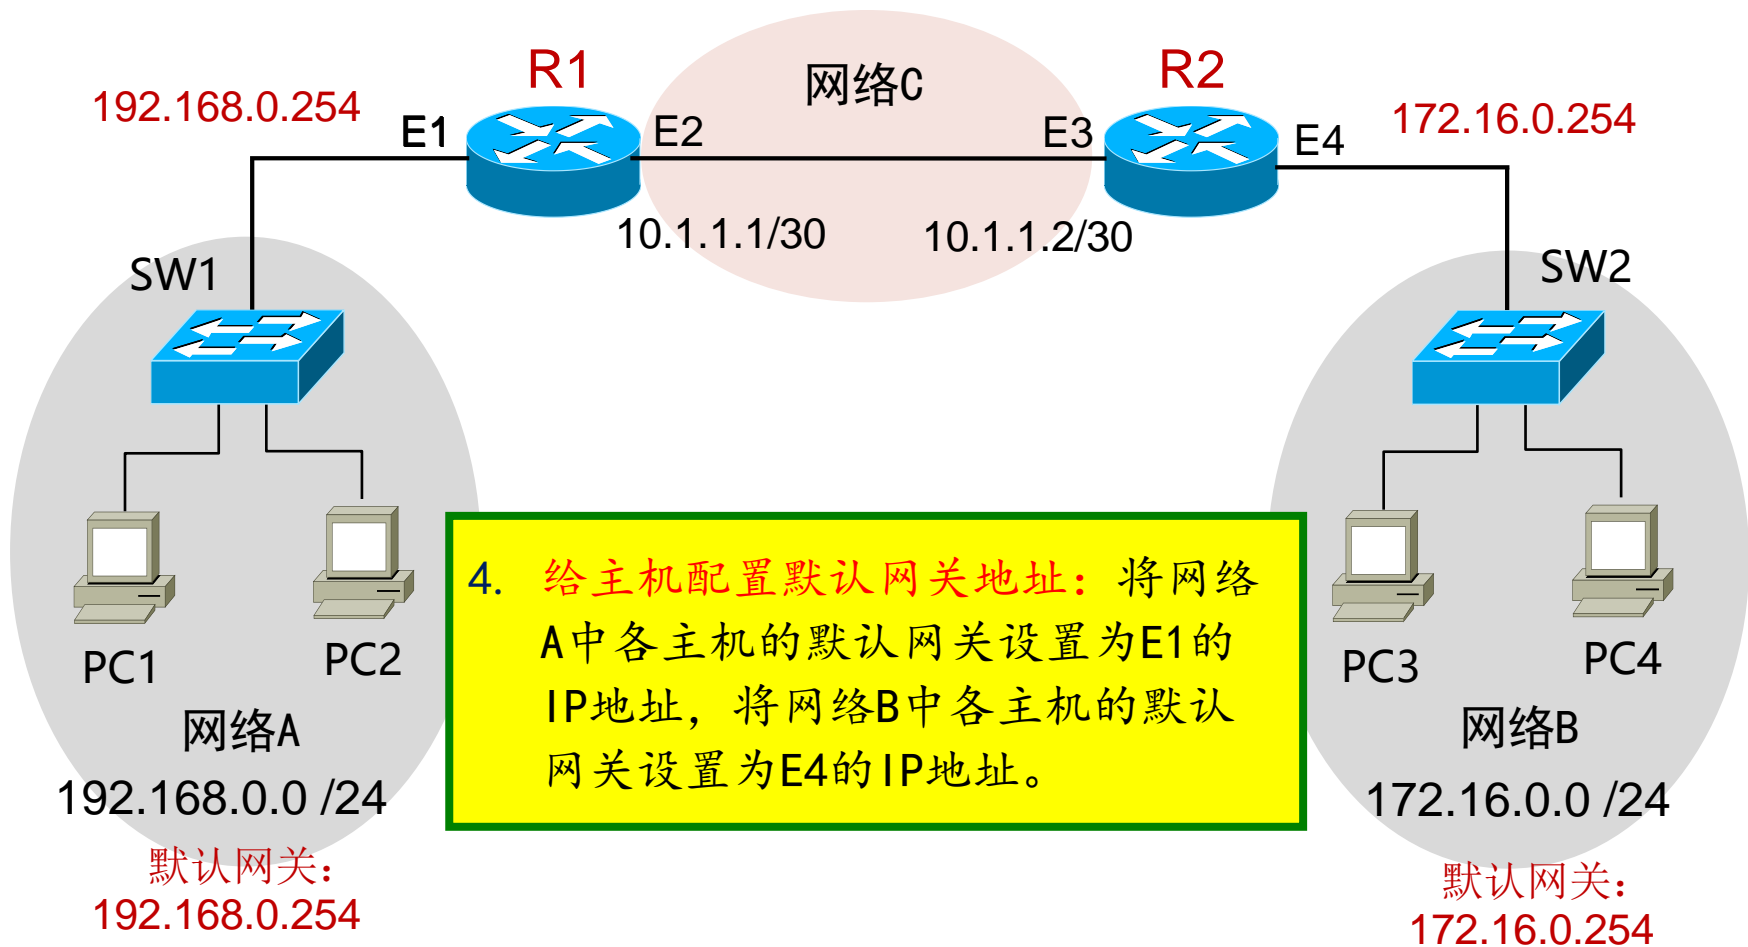 R1
网络C
R2
192.168.0.254
172.16.0.254
E1
E2
E3
E4
10.1.1.1/30
10.1.1.2/30
SW1
SW2
4. 给主机配置默认网关地址：将网络
A中各主机的默认网关设置为E1的
IP地址，将网络B中各主机的默认
网关设置为E4的IP地址。
PC1
PC2
PC3
PC4
网络A
网络B
192.168.0.0 /24
172.16.0.0 /24
默认网关：
192.168.0.254
默认网关：
172.16.0.254